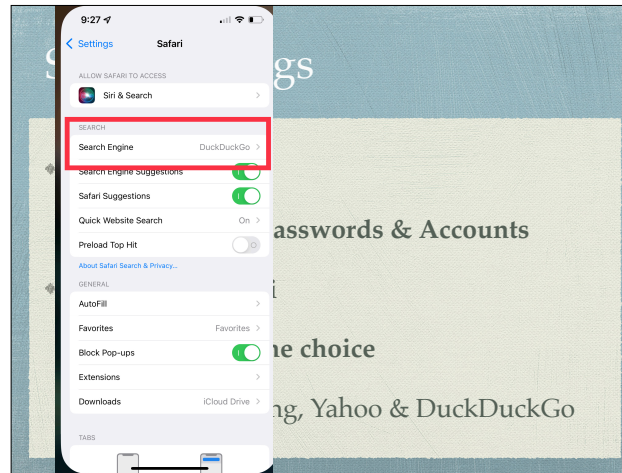 9:27
Settings Safari
ALLOW SAFARI TO ACCESS
Siri & Search
SEARCH
Search Engine DuckDuckGo
Search Engine Suggestions
Safari Suggestions
Quick Website Search On
Preload Top Hit
About Safari Search & Privacy...
GENERAL
AutoFill
Favorites Favorites
Block Pop-ups
Extensions
Downloads iCloud Drive
TABS
S gs
asswords & Accounts
i
ne choice
ng, Yahoo & DuckDuckGo